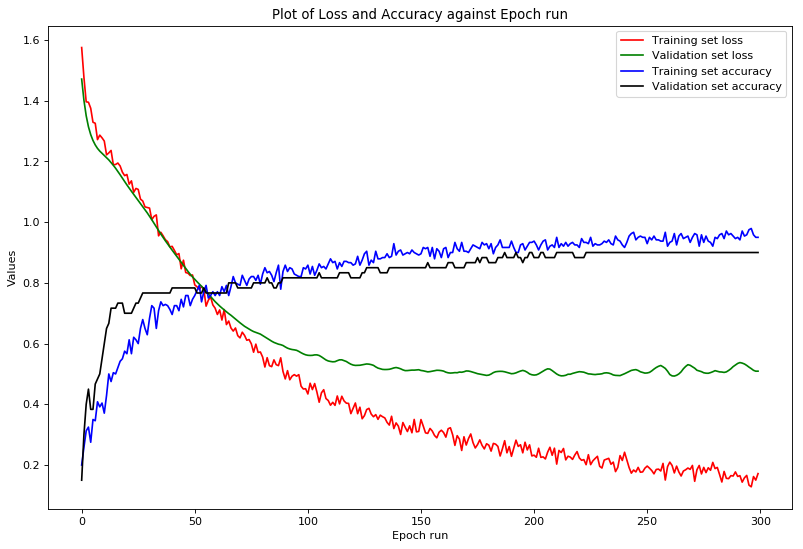 Plot of Loss and Accuracy against Epoch run
Training set loss
Validation set loss
Training set accuracy
Validation set accuracy
1.6
1.4
1.2
1.0
0.8
0.6
0.4
0.2
Values
0 50 100 150 200 250 300
Epoch run